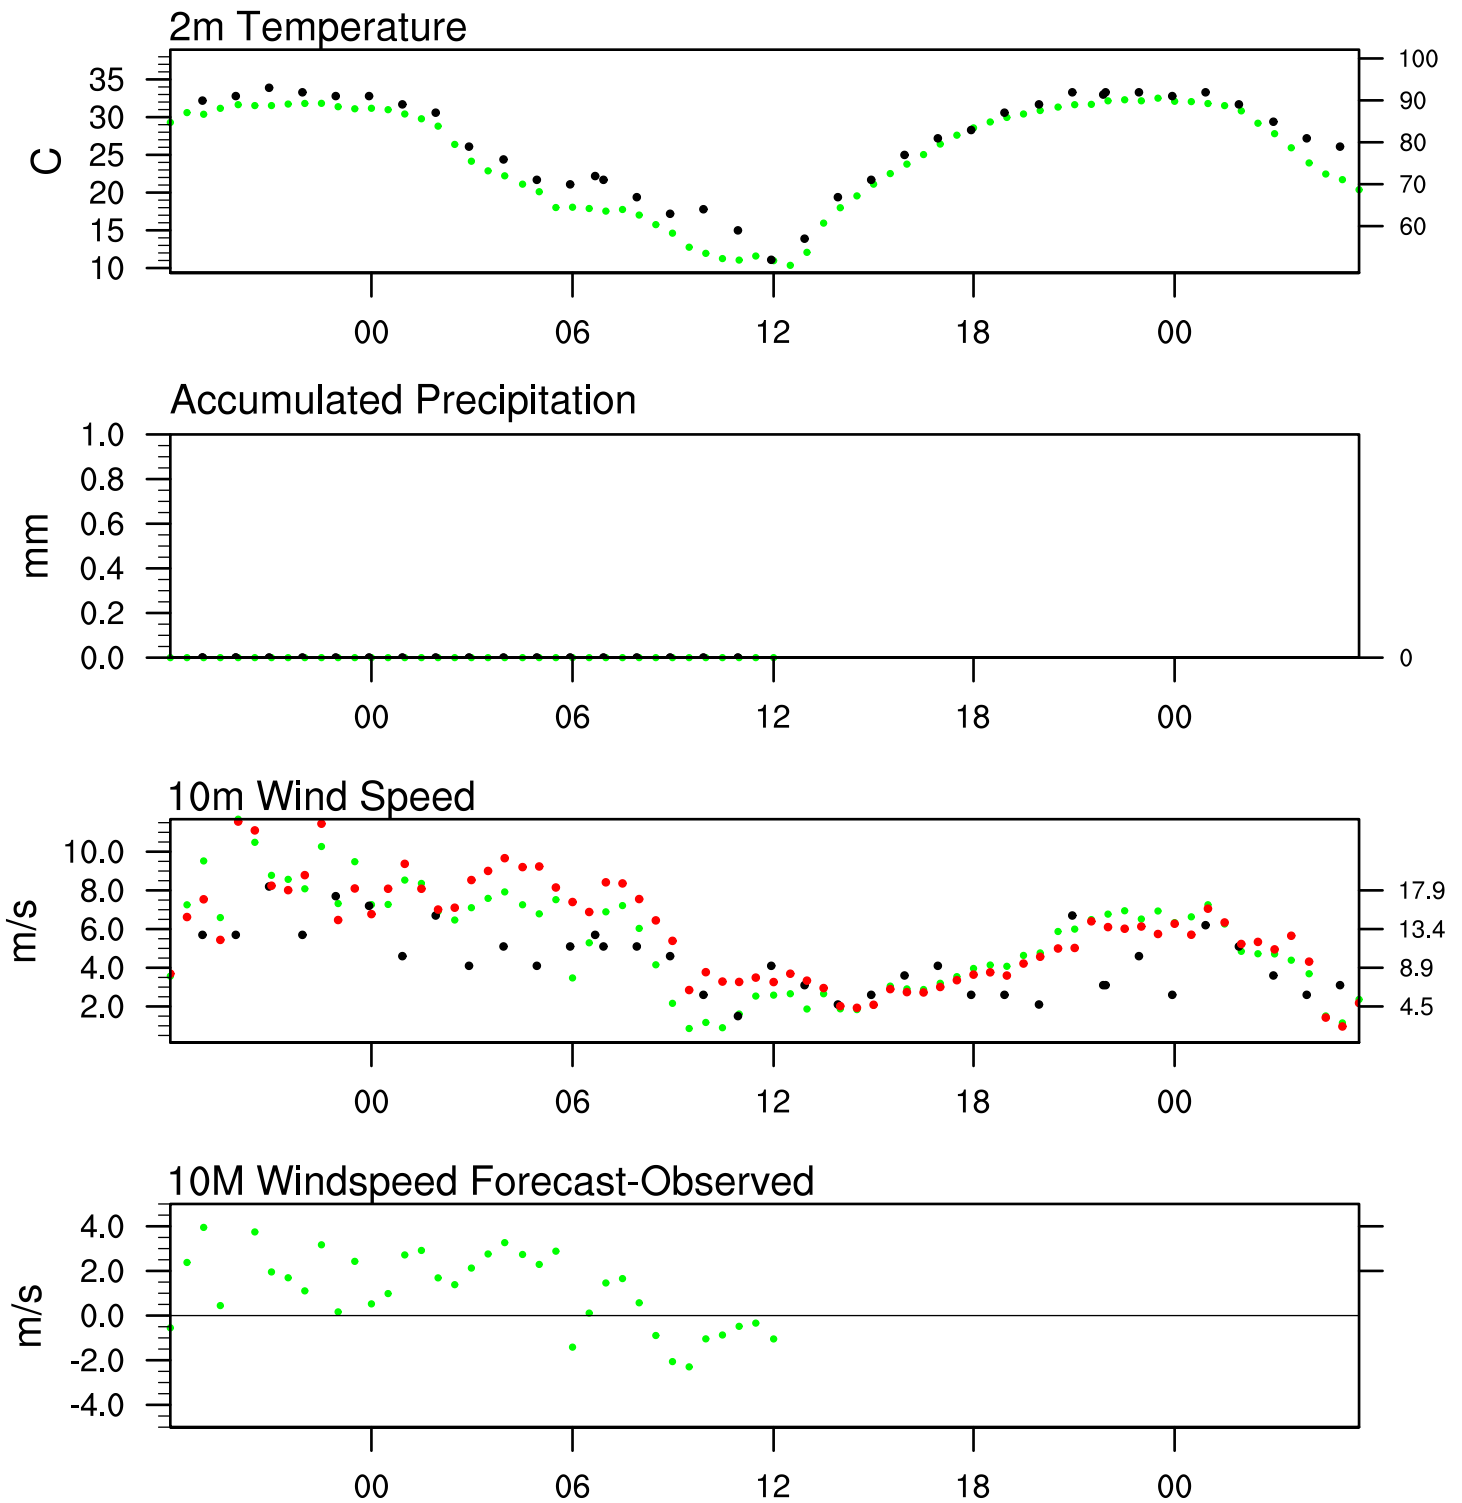 2m Temperature
35 100
30 90
25 80
20 70
15 60
10
C
00 06 12 18 00
Accumulated Precipitation
1.0
0.8
0.6
0.4
0.2
0.0 0
mm
00 06 12 18 00
10m Wind Speed
10.0
8.0 17.9
6.0 13.4
4.0 8.9
2.0 4.5
m/s
00 06 12 18 00
10M Windspeed Forecast-Observed
4.0
2.0
0.0
-2.0
-4.0
m/s
00 06 12 18 00